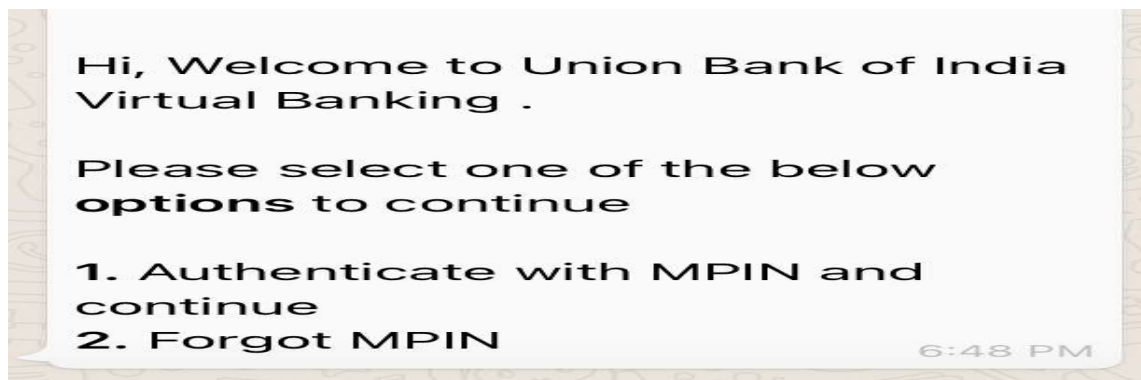 Hi, Welcome to Union Bank of India
Virtual Banking .
Please select one of the below
options to continue
1. Authenticate with MPIN and
continue
2. Forgot MPIN
6:48 PM